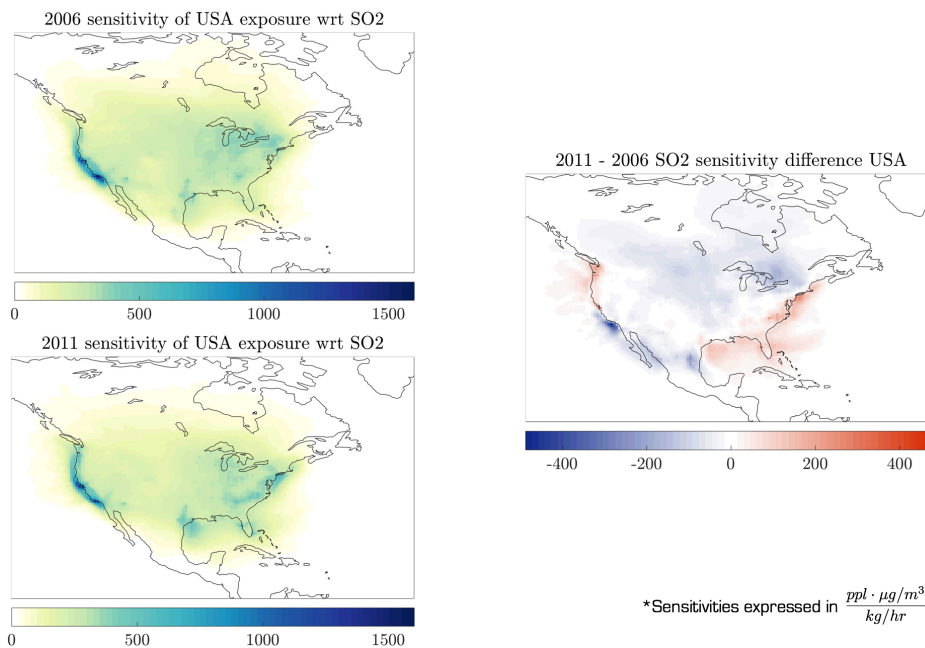 2006 sensitivity of USA exposure wrt SO2
0 500 1000 1500
2011 sensitivity of USA exposure wrt SO2
0 500 1000 1500
2011 - 2006 SO2 sensitivity difference USA
-400 -200 0 200 400
*Sensitivities expressed in ppl · μg/m³
kg/hr